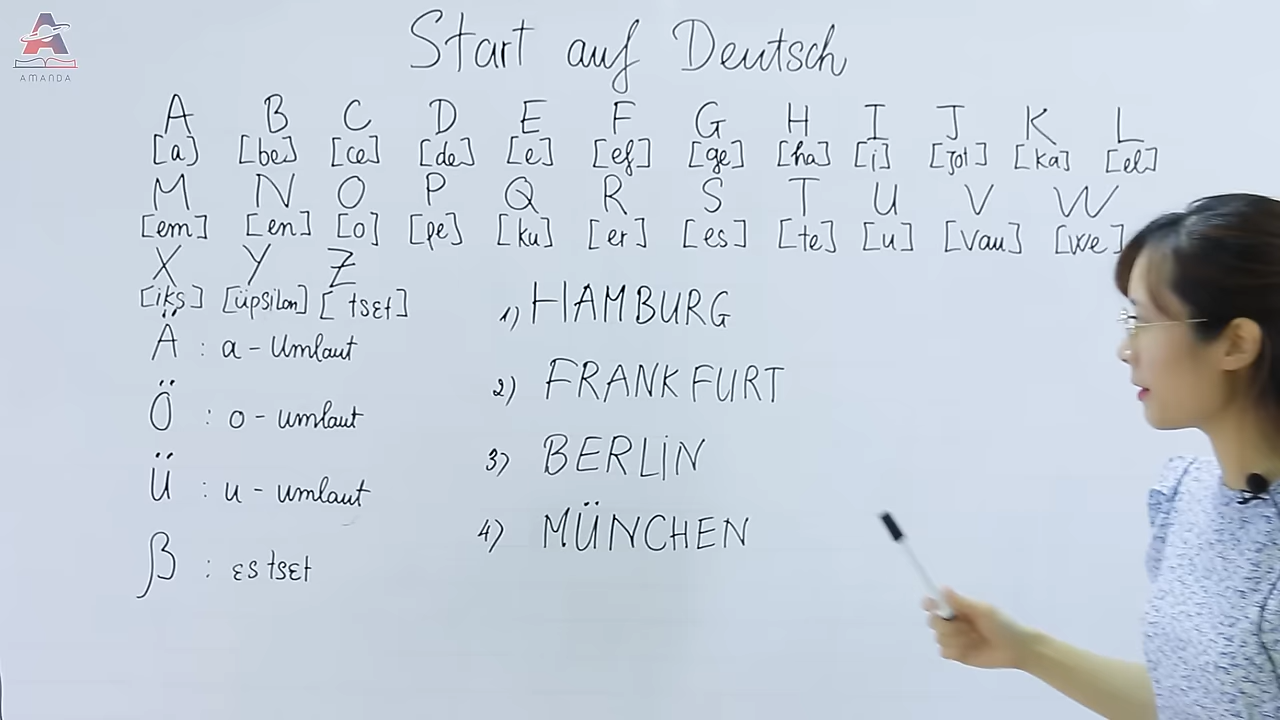 AMANDA
Start auf Deutsch
A B C D E F G H I J K L
[a] [be] [ce] [de] [e] [ef] [ge] [ha] [i] [jot] [ka] [el]
M N O P Q R S T U V W
[em] [en] [o] [pe] [ku] [er] [es] [te] [u] [vau] [we]
X Y Z
[iks] [üpsilon] [tsɛt]
Ä : a - Umlaut
Ö : o - umlaut
Ü : u - umlaut
ß : ɛs tsɛt
1) HAMBURG
2) FRANKFURT
3) BERLiN
4) MÜNCHEN